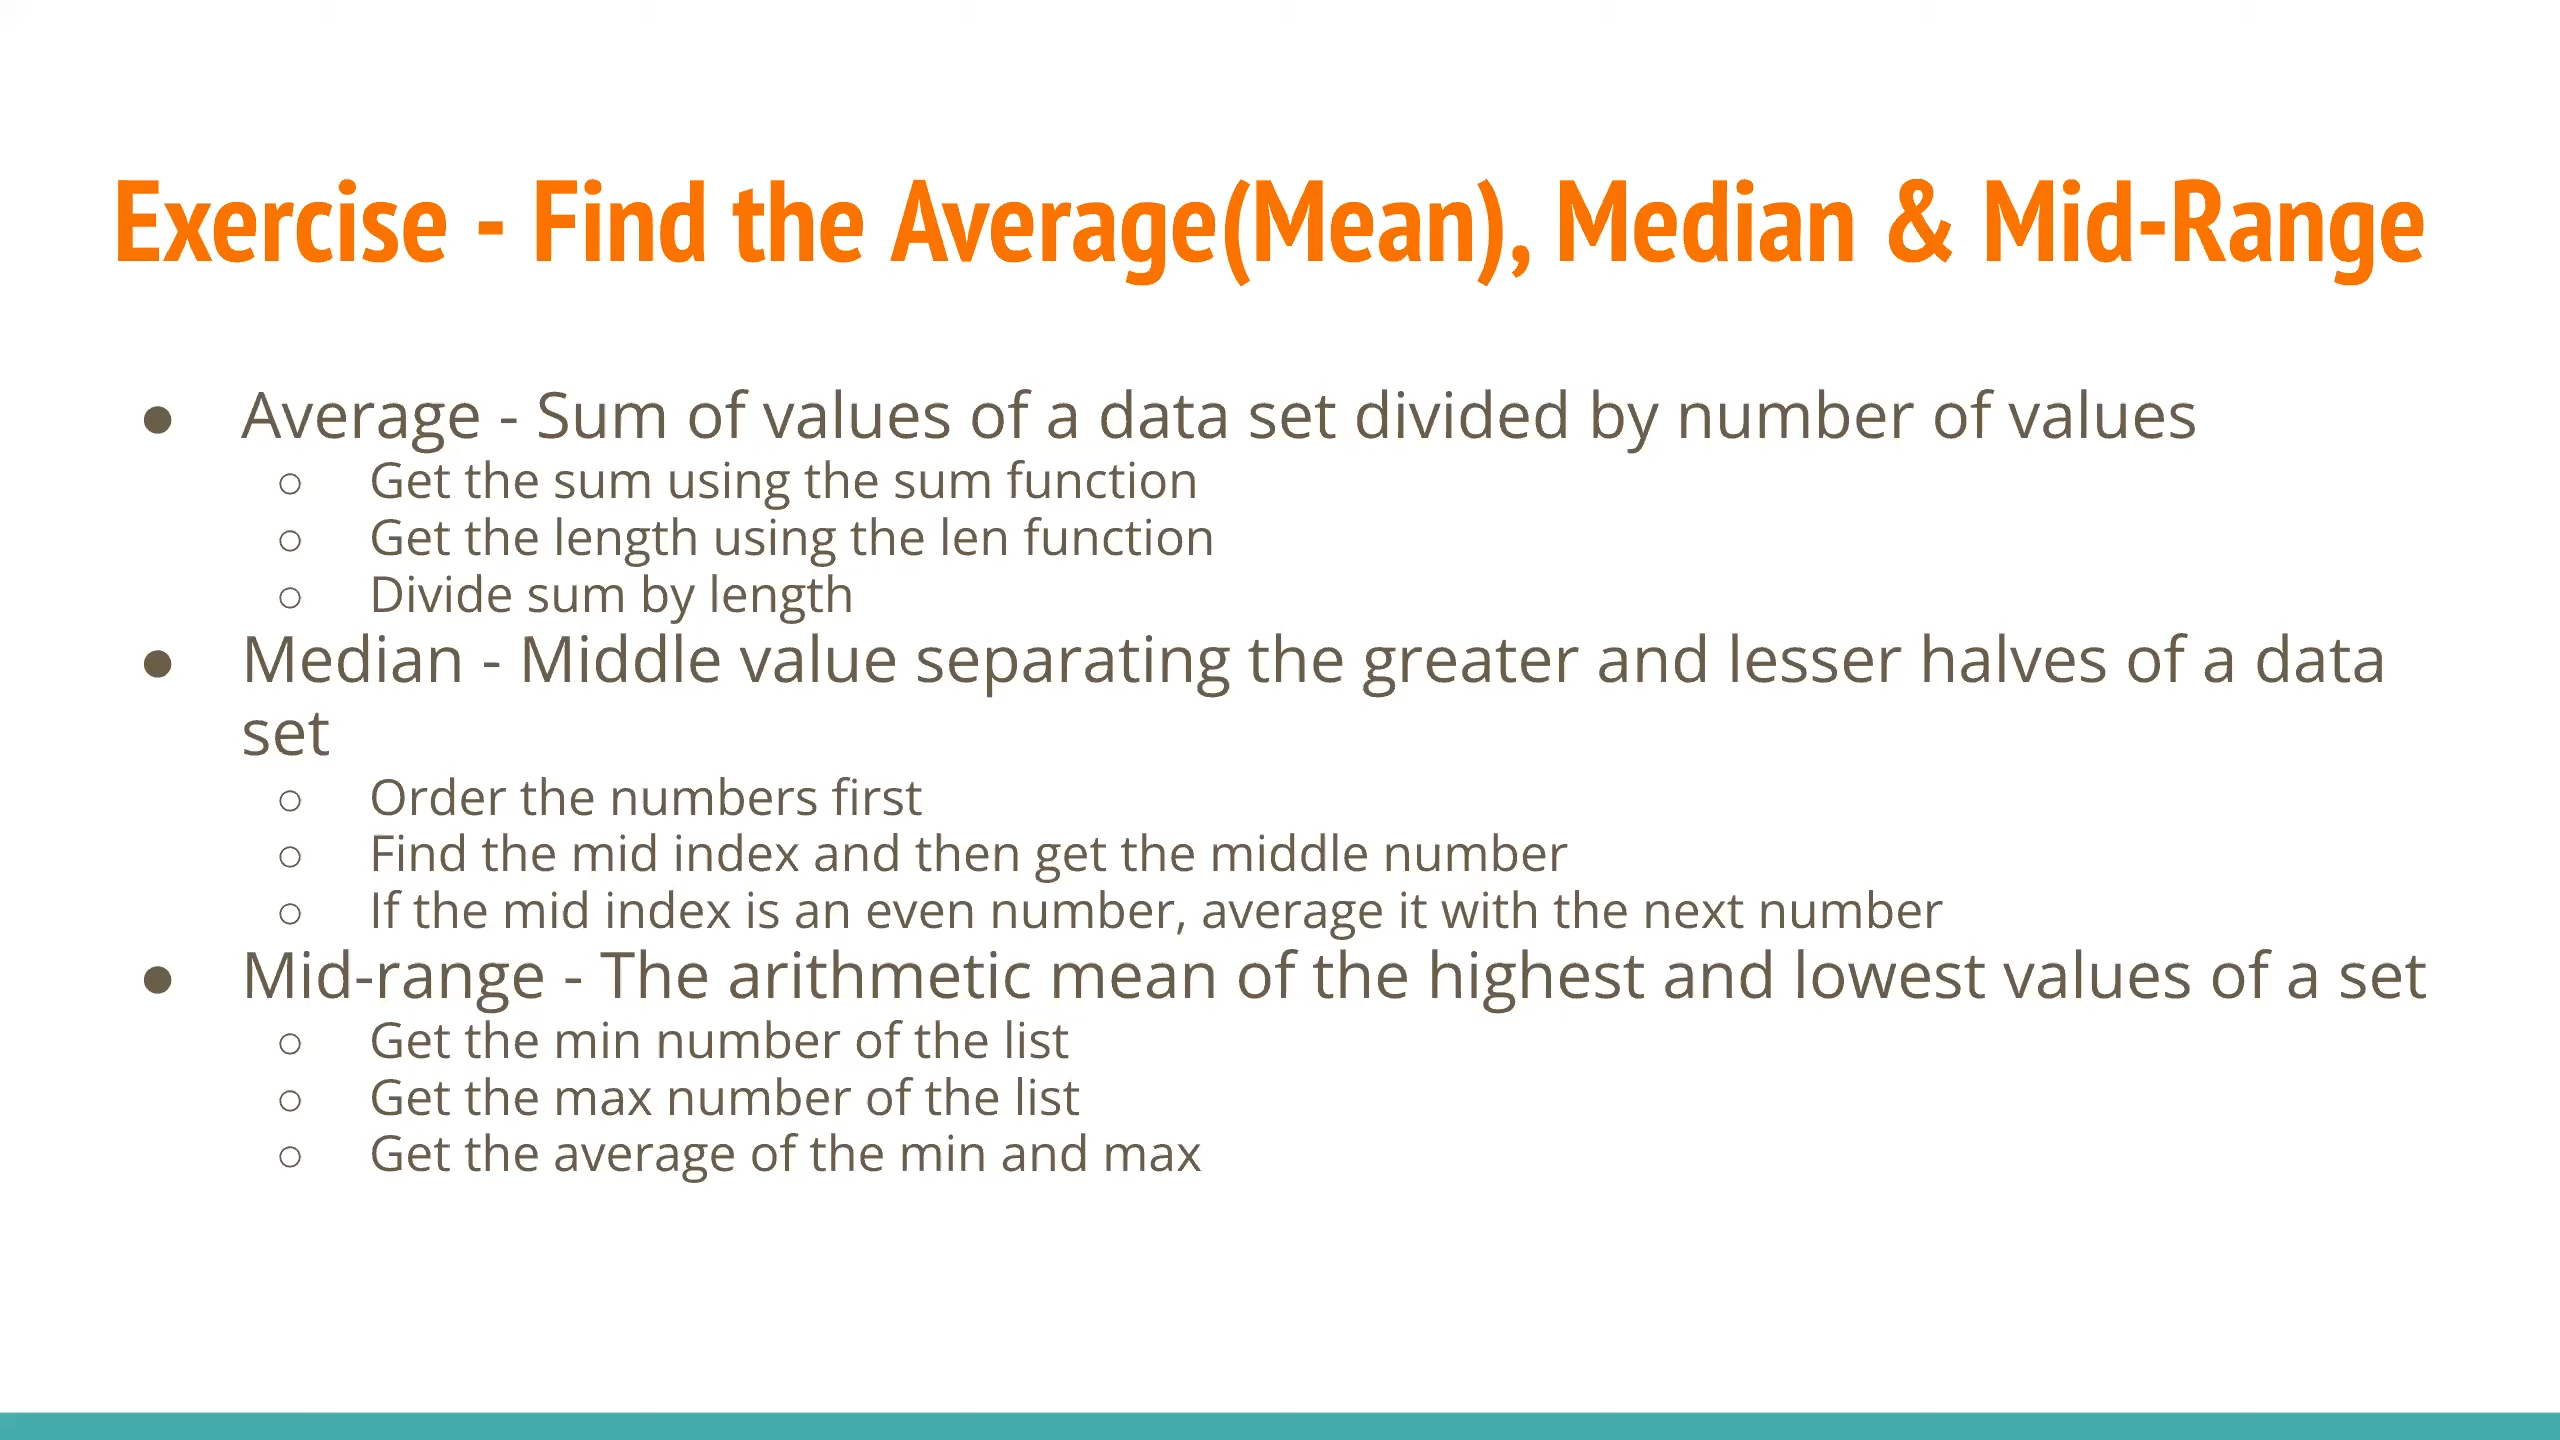 Exercise - Find the Average(Mean), Median & Mid-Range
● Average - Sum of values of a data set divided by number of values
○ Get the sum using the sum function
○ Get the length using the len function
○ Divide sum by length
● Median - Middle value separating the greater and lesser halves of a data
set
○ Order the numbers first
○ Find the mid index and then get the middle number
○ If the mid index is an even number, average it with the next number
● Mid-range - The arithmetic mean of the highest and lowest values of a set
○ Get the min number of the list
○ Get the max number of the list
○ Get the average of the min and max